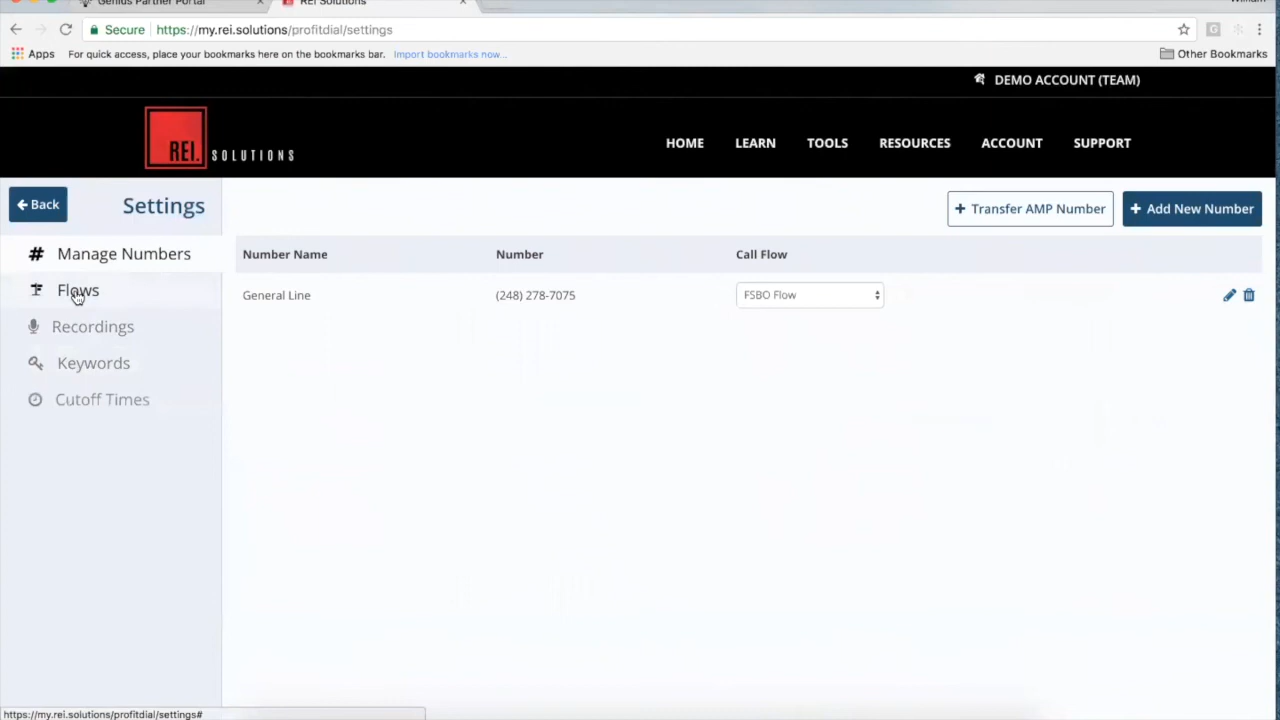 Genius Partner Portal
REI Solutions
William
Secure
https://my.rei.solutions/profitdial/settings
Apps
For quick access, place your bookmarks here on the bookmarks bar.
Import bookmarks now...
Other Bookmarks
DEMO ACCOUNT (TEAM)
REI. SOLUTIONS
HOME
LEARN
TOOLS
RESOURCES
ACCOUNT
SUPPORT
Back
Settings
+ Transfer AMP Number
+ Add New Number
# Manage Numbers
Flows
Recordings
Keywords
Cutoff Times
Number Name
Number
Call Flow
General Line
(248) 278-7075
FSBO Flow
https://my.rei.solutions/profitdial/settings#